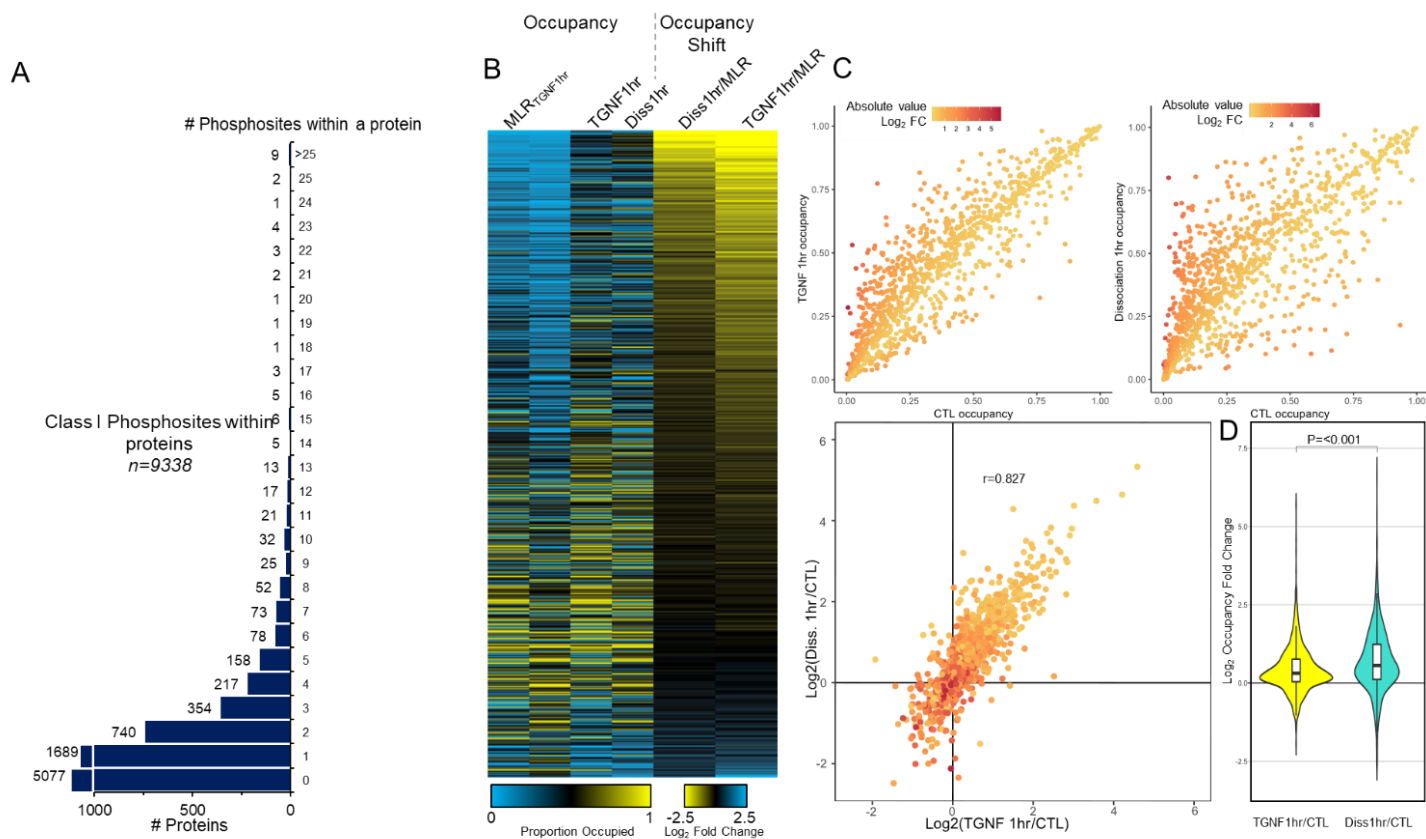 A
# Phosphosites within a protein
9 >25
2 25
1 24
4 23
3 22
2 21
1 20
1 19
1 18
3 17
5 16
6 15
5 14
13 13
17 12
21 11
32 10
25 9
52 8
73 7
78 6
158 5
217 4
354 3
740 2
1689 1
5077 0
Class I Phosphosites within
proteins
n=9338
1000 500 0
# Proteins
B
Occupancy
Occupancy
Shift
MLRTGNF1hr
TGNF1hr
Diss1hr
Diss1hr/MLR
TGNF1hr/MLR
0 1
Proportion Occupied
-2.5 2.5
Log2 Fold Change
C
Absolute value
Log2 FC
1 2 3 4 5
TGNF 1hr occupancy
1.00
0.75
0.50
0.25
0.00
0.00 0.25 0.50 0.75 1.00
CTL occupancy
Absolute value
Log2 FC
2 4 6
Dissociation 1hr occupancy
1.00
0.75
0.50
0.25
0.00
0.00 0.25 0.50 0.75 1.00
CTL occupancy
r=0.827
Log2(Diss. 1hr/CTL)
6
4
2
0
-2
-2 0 2 4 6
Log2(TGNF 1hr/CTL)
D
P=<0.001
Log2 Occupancy Fold Change
7.5
5.0
2.5
0.0
-2.5
TGNF1hr/CTL Diss1hr/CTL